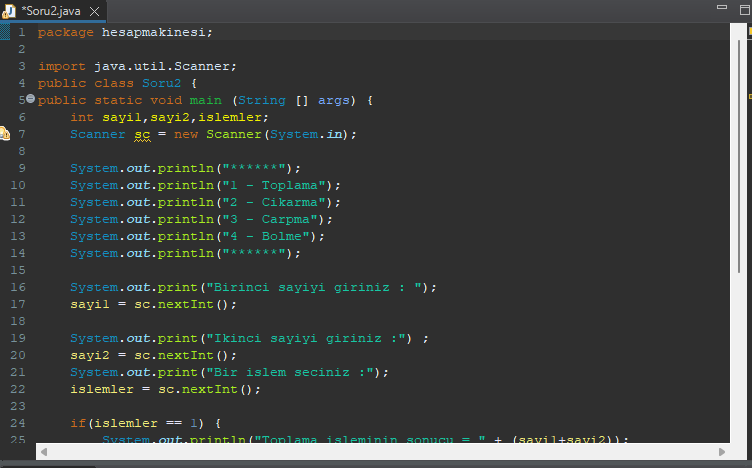 *Soru2.java
1 package hesapmakinesi;
2
3 import java.util.Scanner;
4 public class Soru2 {
5 public static void main (String [] args) {
6 int sayi1,sayi2,islemler;
7 Scanner sc = new Scanner(System.in);
8
9 System.out.println("******");
10 System.out.println("1 - Toplama");
11 System.out.println("2 - Cikarma");
12 System.out.println("3 - Carpma");
13 System.out.println("4 - Bolme");
14 System.out.println("******");
15
16 System.out.print("Birinci sayiyi giriniz : ");
17 sayi1 = sc.nextInt();
18
19 System.out.print("Ikinci sayiyi giriniz :") ;
20 sayi2 = sc.nextInt();
21 System.out.print("Bir islem seciniz :");
22 islemler = sc.nextInt();
23
24 if(islemler == 1) {
25 System.out.println("Toplama isleminin sonucu = " + (sayi1+sayi2));